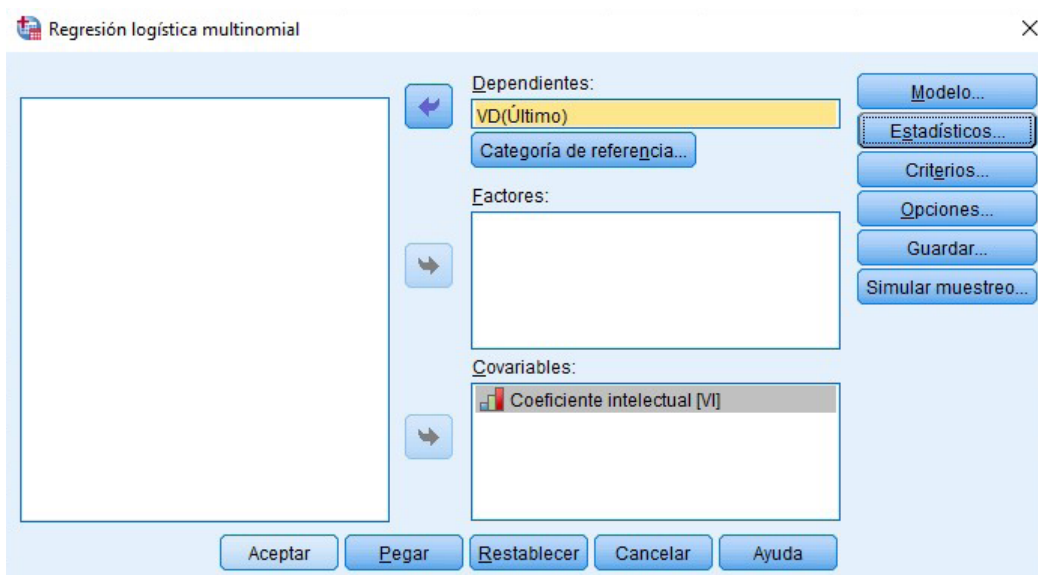 Regresión logística multinomial
Dependientes:
VD(Último)
Categoría de referencia...
Factores:
Covariables:
Coeficiente intelectual [VI]
Modelo...
Estadísticos...
Criterios...
Opciones...
Guardar...
Simular muestreo...
Aceptar
Pegar
Restablecer
Cancelar
Ayuda